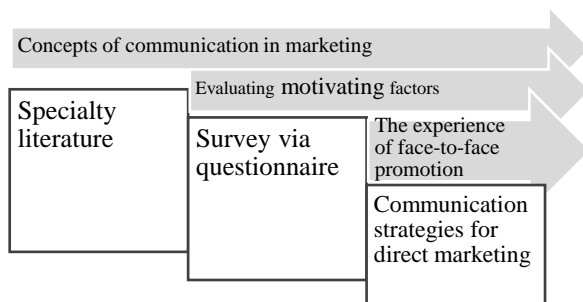 Concepts of communication in marketing
Evaluating motivating factors
Specialty
literature
Survey via
questionnaire
The experience
of face-to-face
promotion
Communication
strategies for
direct marketing